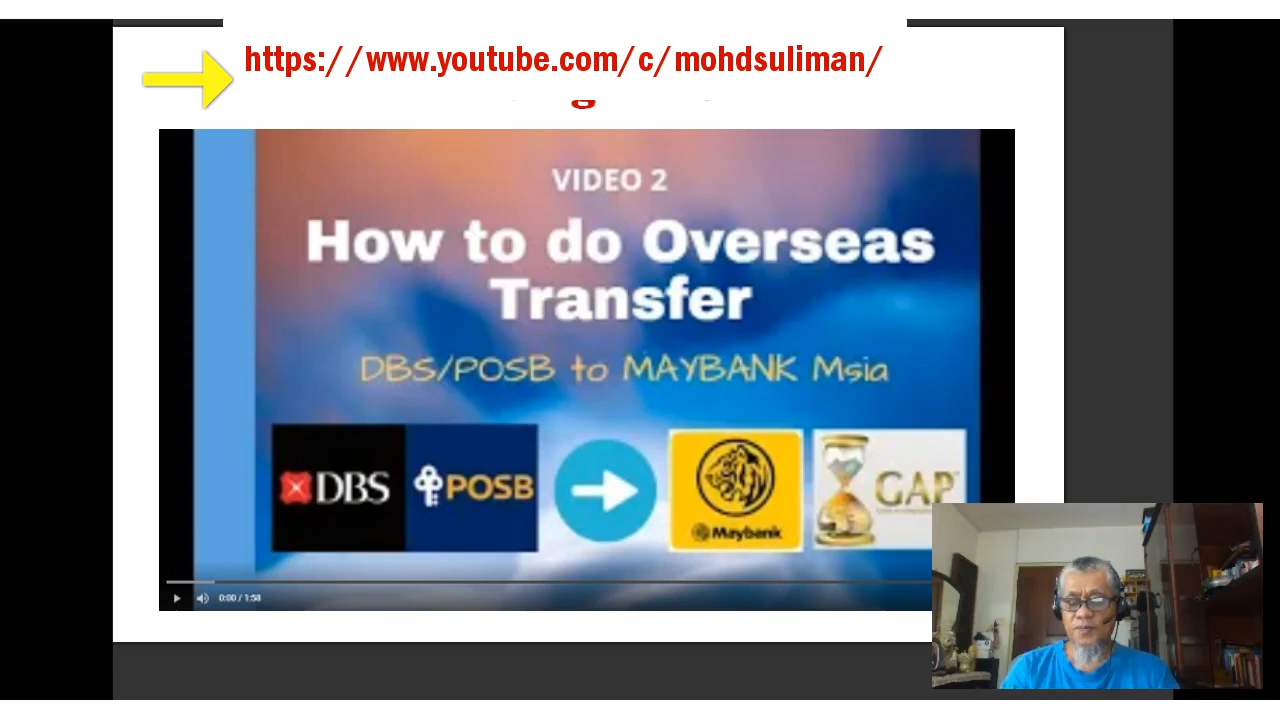 https://www.youtube.com/c/mohdsuliman/
VIDEO 2
How to do Overseas
Transfer
DBS/POSB to MAYBANK Msia
DBS POSB Maybank GAP
0:00 / 1:58